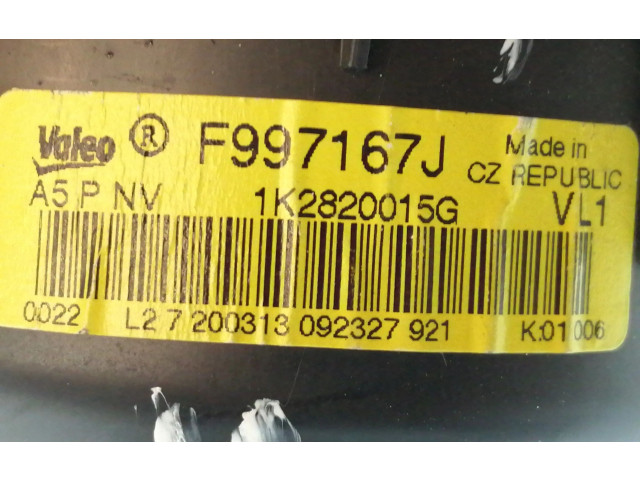 Valeo ® F997167J Made in
CZ REPUBLIC
A5 P NV 1K2820015G VL1
0022 L2 7 200313 092327 921 K:01 006